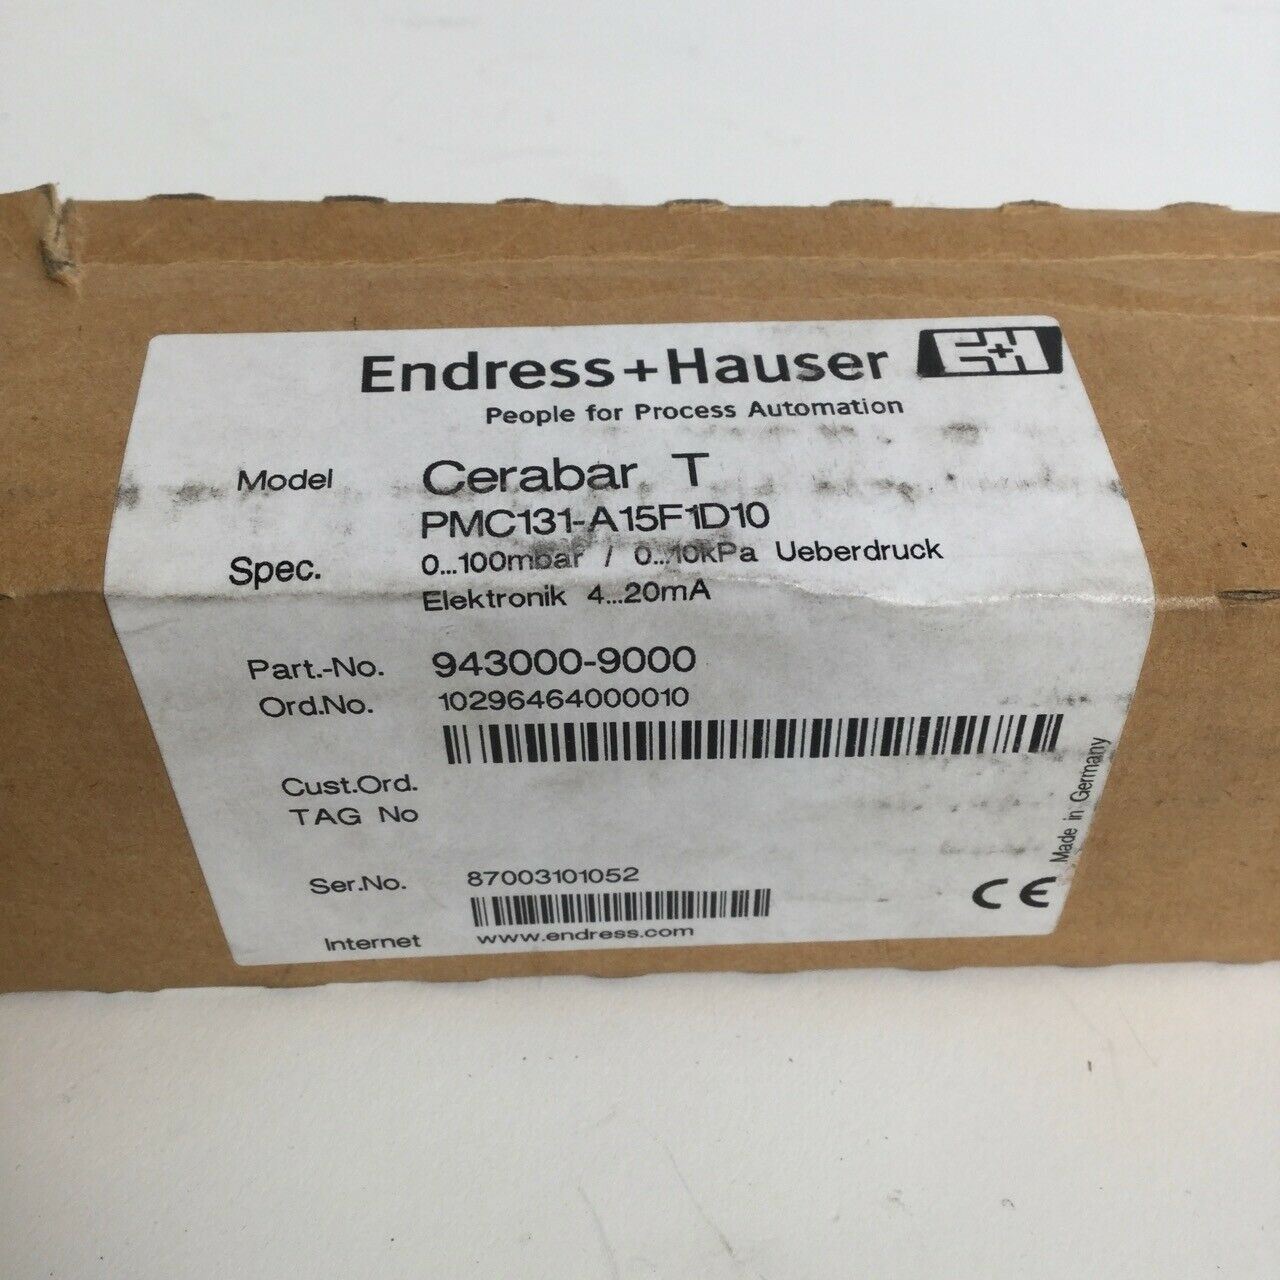 Endress+Hauser E+H
People for Process Automation
Model Cerabar T
PMC131-A15F1D10
Spec. 0...100mbar / 0...10kPa Ueberdruck
Elektronik 4...20mA
Part.-No. 943000-9000
Ord.No. 10296464000010
Cust.Ord.
TAG No
Ser.No. 87003101052
Internet www.endress.com
CE
Made in Germany